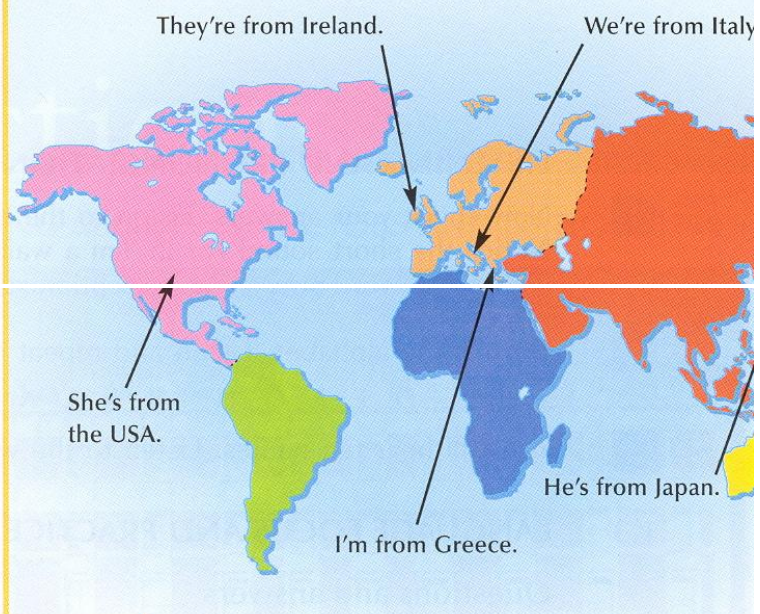 They're from Ireland.
We're from Italy
She's from
the USA.
He's from Japan.
I'm from Greece.